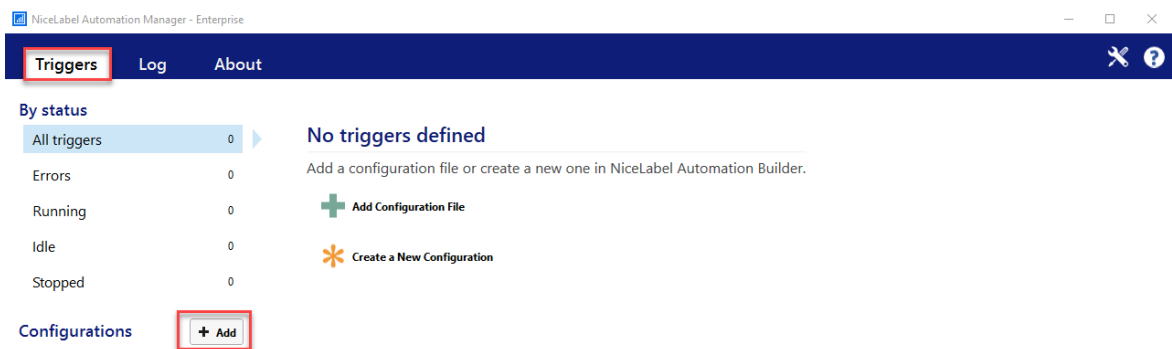 NiceLabel Automation Manager - Enterprise
Triggers Log About
By status
All triggers 0
Errors 0
Running 0
Idle 0
Stopped 0
Configurations + Add
No triggers defined
Add a configuration file or create a new one in NiceLabel Automation Builder.
Add Configuration File
Create a New Configuration